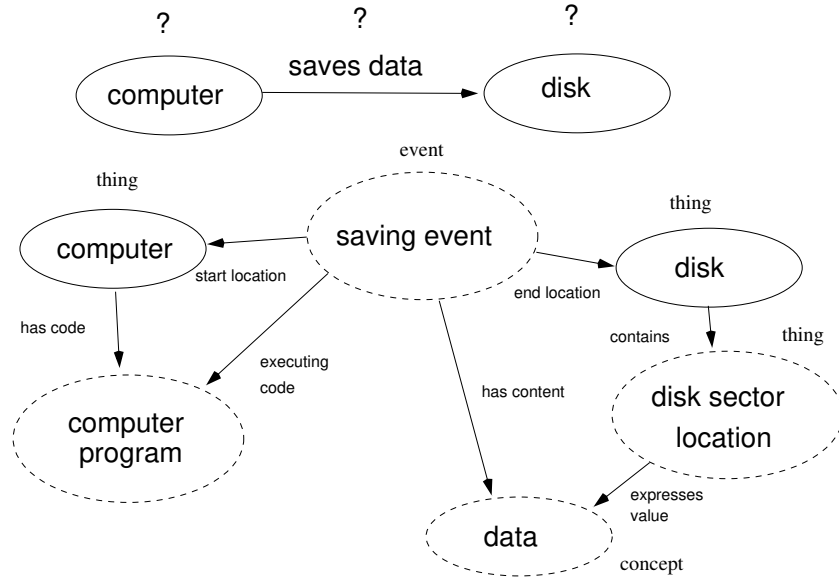 ? ? ?
computer saves data disk
event
thing
thing
computer
saving event
disk
start location
end location
has code
contains
thing
executing
code
has content
computer
program
disk sector
location
expresses
value
data
concept